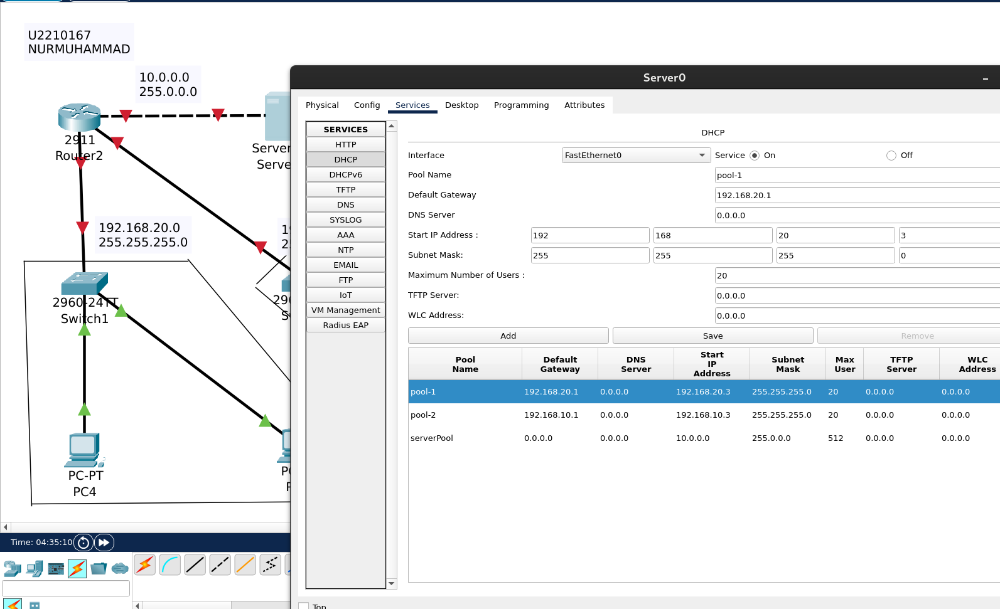 U2210167
NURMUHAMMAD
10.0.0.0
255.0.0.0
2911
Router2
Server
Serve
192.168.20.0
255.255.255.0
19
25
2960-24TT
Switch1
296
S
PC-PT
PC4
Time: 04:35:10
Server0
Physical
Config
Services
Desktop
Programming
Attributes
SERVICES
HTTP
DHCP
DHCPv6
TFTP
DNS
SYSLOG
AAA
NTP
EMAIL
FTP
IoT
VM Management
Radius EAP
DHCP
Interface FastEthernet0 Service On Off
Pool Name pool-1
Default Gateway 192.168.20.1
DNS Server 0.0.0.0
Start IP Address : 192 168 20 3
Subnet Mask: 255 255 255 0
Maximum Number of Users : 20
TFTP Server: 0.0.0.0
WLC Address: 0.0.0.0
Add Save Remove
Pool Name Default Gateway DNS Server Start IP Address Subnet Mask Max User TFTP Server WLC Address
pool-1 192.168.20.1 0.0.0.0 192.168.20.3 255.255.255.0 20 0.0.0.0 0.0.0.0
pool-2 192.168.10.1 0.0.0.0 192.168.10.3 255.255.255.0 20 0.0.0.0 0.0.0.0
serverPool 0.0.0.0 0.0.0.0 10.0.0.0 255.0.0.0 512 0.0.0.0 0.0.0.0
Top